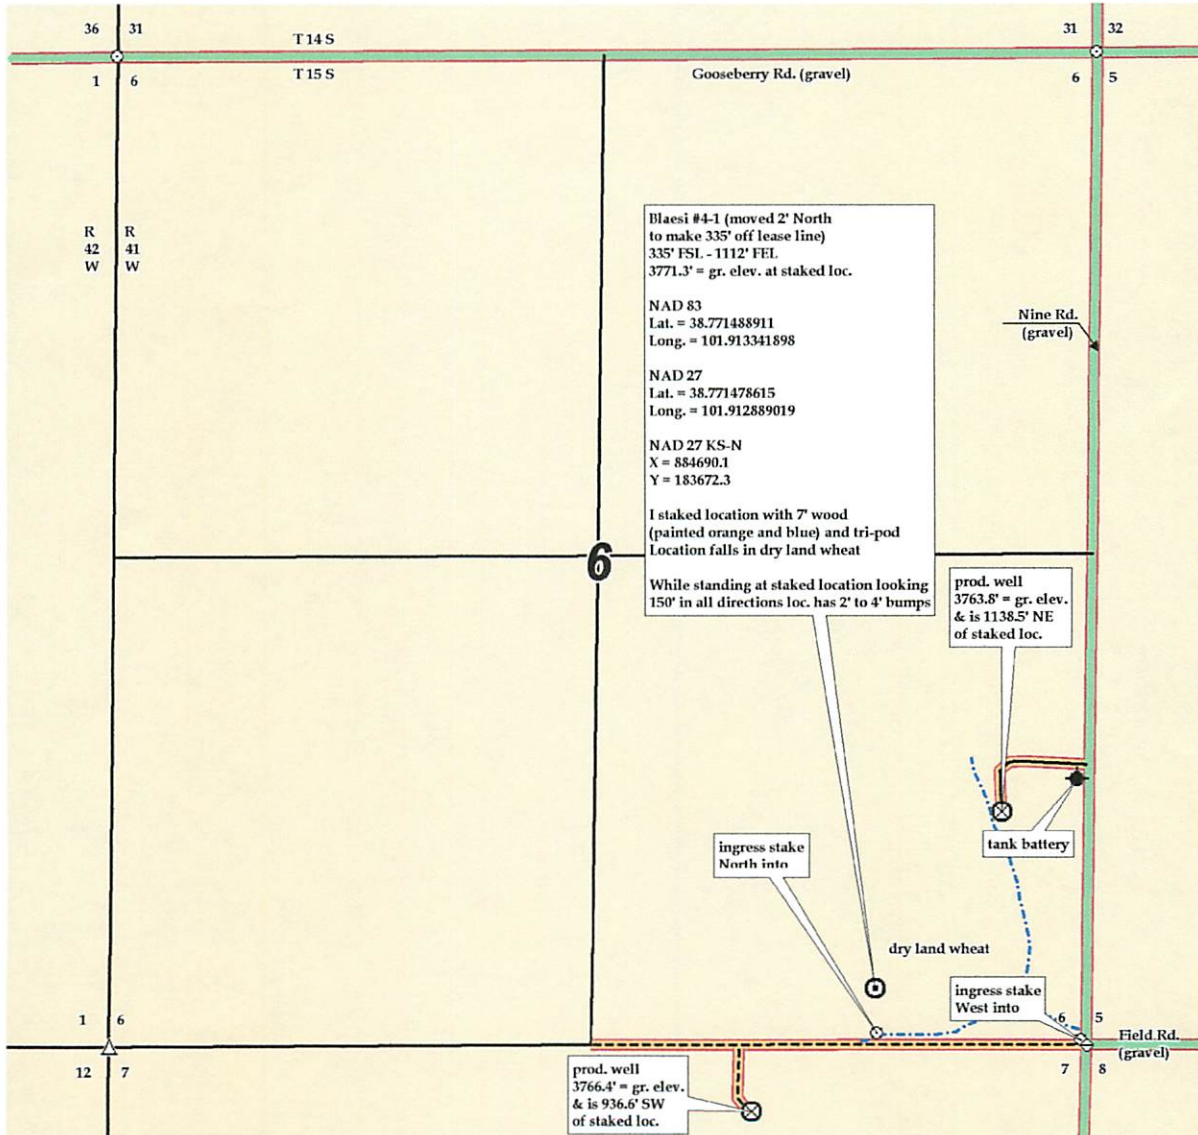 36 31
T 14 S
31 32
1 6
T 15 S
Gooseberry Rd. (gravel)
6 5
R
42
W
R
41
W
Blaesi #4-1 (moved 2' North
to make 335' off lease line)
335' FSL - 1112' FEL
3771.3' = gr. elev. at staked loc.
NAD 83
Lat. = 38.771488911
Long. = 101.913341898
NAD 27
Lat. = 38.771478615
Long. = 101.912889019
NAD 27 KS-N
X = 884690.1
Y = 183672.3
I staked location with 7' wood
(painted orange and blue) and tri-pod
Location falls in dry land wheat
While standing at staked location looking
150' in all directions loc. has 2' to 4' bumps
Nine Rd.
(gravel)
6
prod. well
3763.8' = gr. elev.
& is 1138.5' NE
of staked loc.
tank battery
ingress stake
North into
dry land wheat
ingress stake
West into
1 6
6 5
Field Rd.
(gravel)
12 7
7 8
prod. well
3766.4' = gr. elev.
& is 936.6' SW
of staked loc.